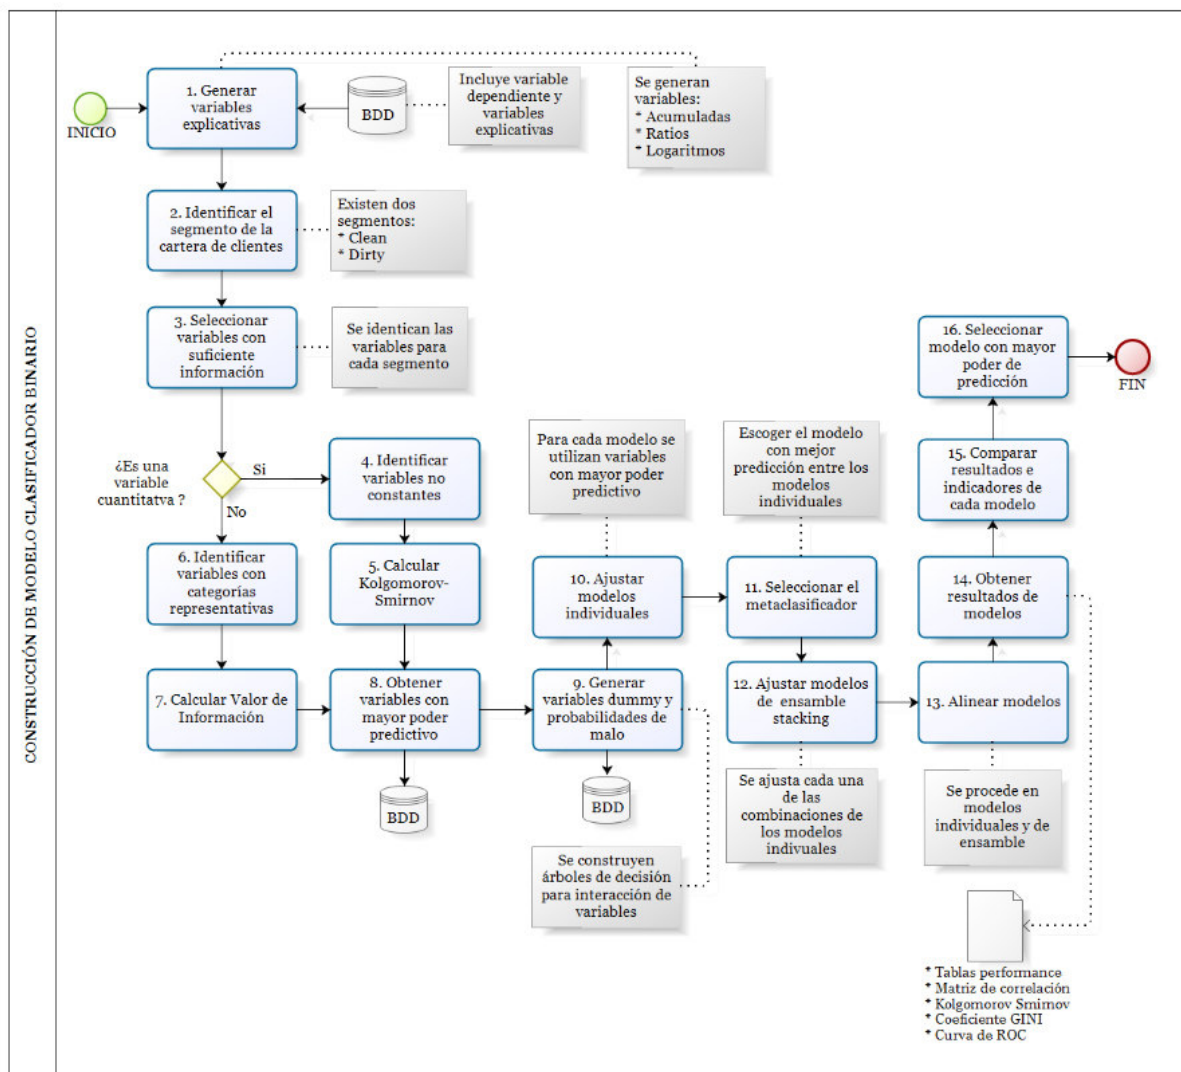 CONSTRUCCIÓN DE MODELO CLASIFICADOR BINARIO
INICIO
1. Generar
variables
explicativas
BDD
Incluye variable
dependiente y
variables
explicativas
Se generan
variables:
* Acumuladas
* Ratios
* Logaritmos
2. Identificar el
segmento de la
cartera de clientes
Existen dos
segmentos:
* Clean
* Dirty
3. Seleccionar
variables con
suficiente
información
Se identican las
variables para
cada segmento
¿Es una
variable
cuantitatva ?
Si
No
4. Identificar
variables no
constantes
5. Calcular
Kolgomorov-
Smirnov
6. Identificar
variables con
categorías
representativas
7. Calcular Valor de
Información
8. Obtener
variables con
mayor poder
predictivo
BDD
9. Generar
variables dummy y
probabilidades de
malo
BDD
Se construyen
árboles de decisión
para interacción de
variables
Para cada modelo se
utilizan variables
con mayor poder
predictivo
10. Ajustar
modelos
individuales
Escoger el modelo
con mejor
predicción entre los
modelos
individuales
11. Seleccionar el
metaclasificador
12. Ajustar modelos
de ensamble
stacking
Se ajusta cada una
de las
combinaciones de
los modelos
indivuales
13. Alinear modelos
Se procede en
modelos
individuales y de
ensamble
14. Obtener
resultados de
modelos
* Tablas performance
* Matriz de correlación
* Kolgomorov Smirnov
* Coeficiente GINI
* Curva de ROC
15. Comparar
resultados e
indicadores de
cada modelo
16. Seleccionar
modelo con mayor
poder de
predicción
FIN